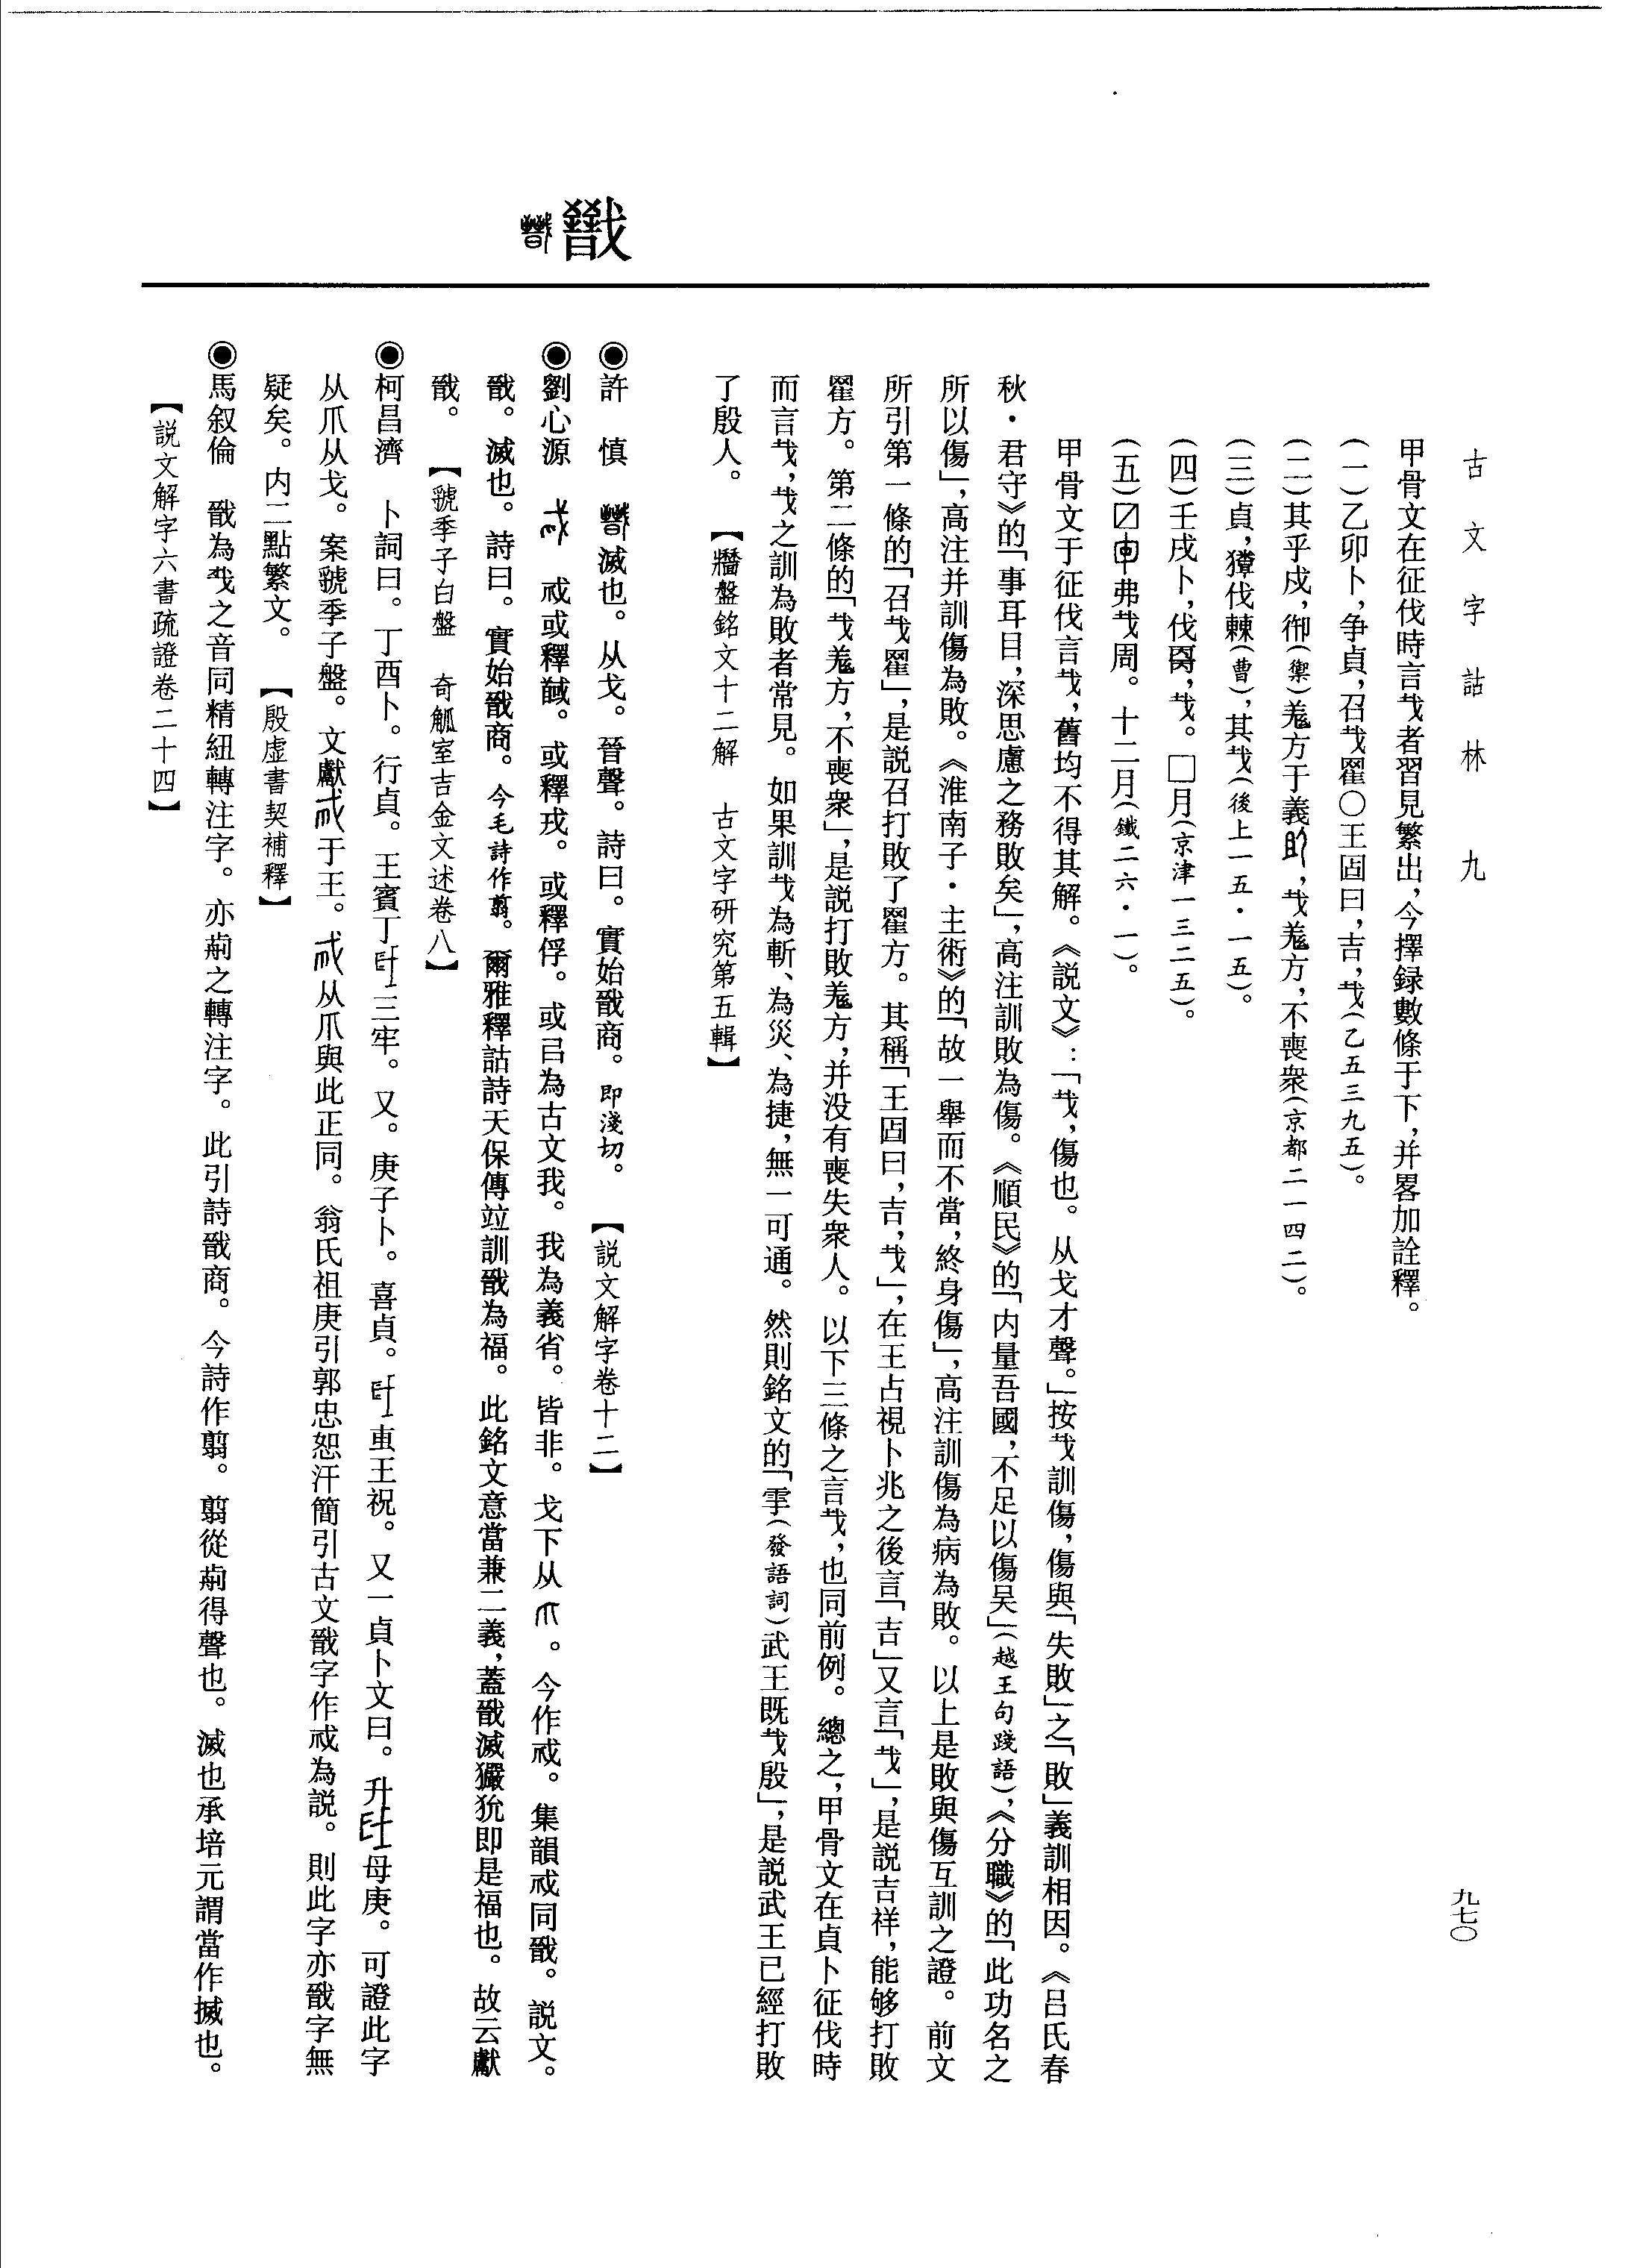 古文字詁林 九
九七〇
甲骨文在征伐時言𢦏者習見繁出，今擇録數條于下，并畧加詮釋。
(一)乙卯卜，争貞，召𢦏䍜〇王固曰，吉，𢦏(乙五三九五)。
(二)其乎戍，御(禦)羌方于義，𢦏羌方，不喪衆(京都二一四二)。
(三)貞，獞伐㯥(曹)，其𢦏(後上一五·一五)。
(四)壬戌卜，伐，𢦏。□月(京津一三二五)。
(五)弗𢦏周。十二月(鐵二六·一)。
甲骨文于征伐言𢦏，舊均不得其解。《説文》：「𢦏，傷也。从戈才聲。」按𢦏訓傷，傷與「失敗」之「敗」義訓相因。《吕氏春
秋·君守》的「事耳目，深思慮之務敗矣」，高注訓敗為傷。《順民》的「内量吾國，不足以傷吴」(越王句踐語)，《分職》的「此功名之
所以傷」，高注并訓傷為敗。《淮南子·主術》的「故一舉而不當，終身傷」，高注訓傷為病為敗。以上是敗與傷互訓之證。前文
所引第一條的「召𢦏䍜」，是説召打敗了䍜方。其稱「王固曰，吉，𢦏」，在王占視卜兆之後言「吉」又言「𢦏」，是説吉祥，能够打敗
䍜方。第二條的「𢦏羌方，不喪衆」，是説打敗羌方，并没有喪失衆人。以下三條之言𢦏，也同前例。總之，甲骨文在貞卜征伐時
而言𢦏，𢦏之訓為敗者常見。如果訓𢦏為斬、為災、為捷，無一可通。然則銘文的「雩(發語詞)武王既𢦏殷」，是説武王已經打敗
了殷人。 【牆盤銘文十二解 古文字研究第五輯】
戩
◉許 慎 滅也。从戈。晉聲。詩曰。實始戩商。即淺切。 【説文解字卷十二】
◉劉心源 戒或釋馘。或釋戎。或釋俘。或㠯為古文我。我為義省。皆非。戈下从。今作戒。集韻戒同戩。説文。
戩。滅也。詩曰。實始戩商。今毛詩作翦。爾雅釋詁詩天保傳竝訓戩為福。此銘文意當兼二義，蓋戩滅玁狁即是福也。故云獻
戩。 【虢季子白盤 奇觚室吉金文述卷八】
◉柯昌濟 卜詞曰。丁酉卜。行貞。王賓丁三牢。又。庚子卜。喜貞。叀王祝。又一貞卜文曰。升母庚。可證此字
从爪从戈。案虢季子盤。文獻于王。从爪與此正同。翁氏祖庚引郭忠恕汗簡引古文戩字作戒為説。則此字亦戩字無
疑矣。内二點繁文。 【殷虚書契補釋】
◉馬叙倫 戩為𢦏之音同精紐轉注字。亦𠝣之轉注字。此引詩戩商。今詩作翦。翦從𠝣得聲也。滅也承培元謂當作搣也。
【説文解字六書疏證卷二十四】